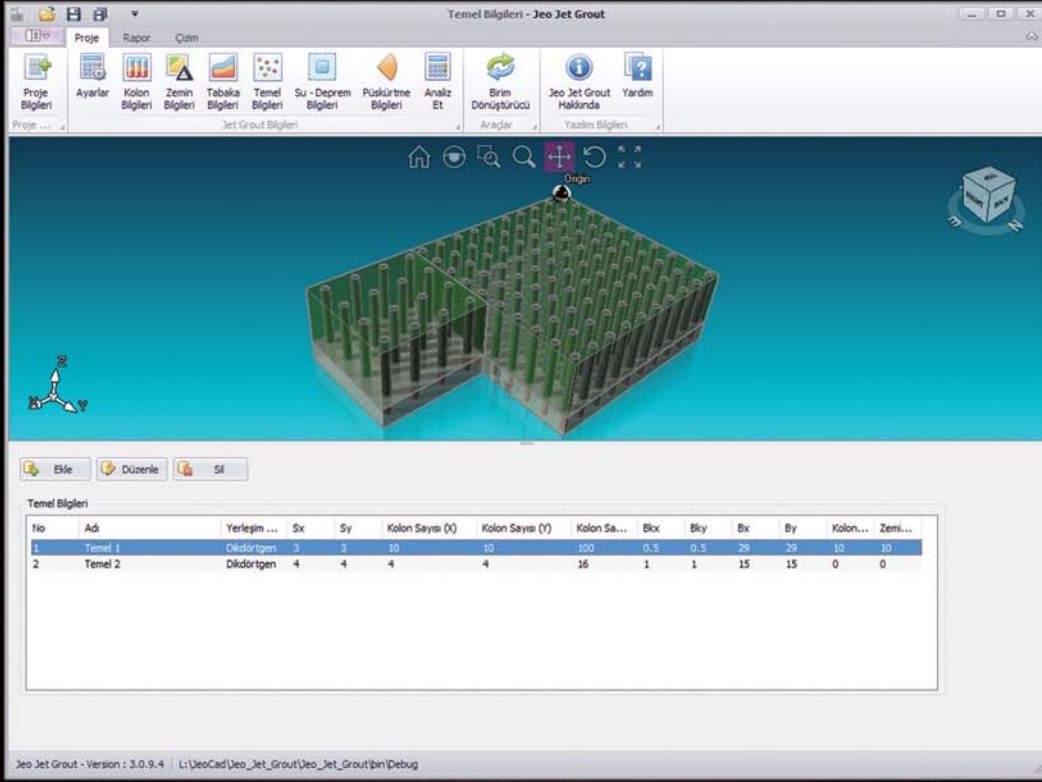 Temel Bilgileri - Jeo Jet Grout
Proje Rapor Çizim
Proje Bilgileri
Ayarlar
Kolon Bilgileri
Zemin Bilgileri
Tabaka Bilgileri
Temel Bilgileri
Su - Deprem Bilgileri
Püskürtme Bilgileri
Analiz Et
Birim Dönüştürücü
Jeo Jet Grout Hakkında
Yardım
Proje ... Jet Grout Bilgileri Araçlar Yazılım Bilgileri
Origin
RIGHT BACK
E N
Z
X Y
Ekle Düzenle Sil
Temel Bilgileri
No Adı Yerleşim ... Sx Sy Kolon Sayısı (X) Kolon Sayısı (Y) Kolon Sa... Bkx Bky Bx By Kolon... Zemi...
1 Temel 1 Dikdörtgen 3 3 10 10 100 0.5 0.5 29 29 10 10
2 Temel 2 Dikdörtgen 4 4 4 4 16 1 1 15 15 0 0
Jeo Jet Grout - Version : 3.0.9.4 L:\JeoCad\Jeo_Jet_Grout\Jeo_Jet_Grout\bin\Debug